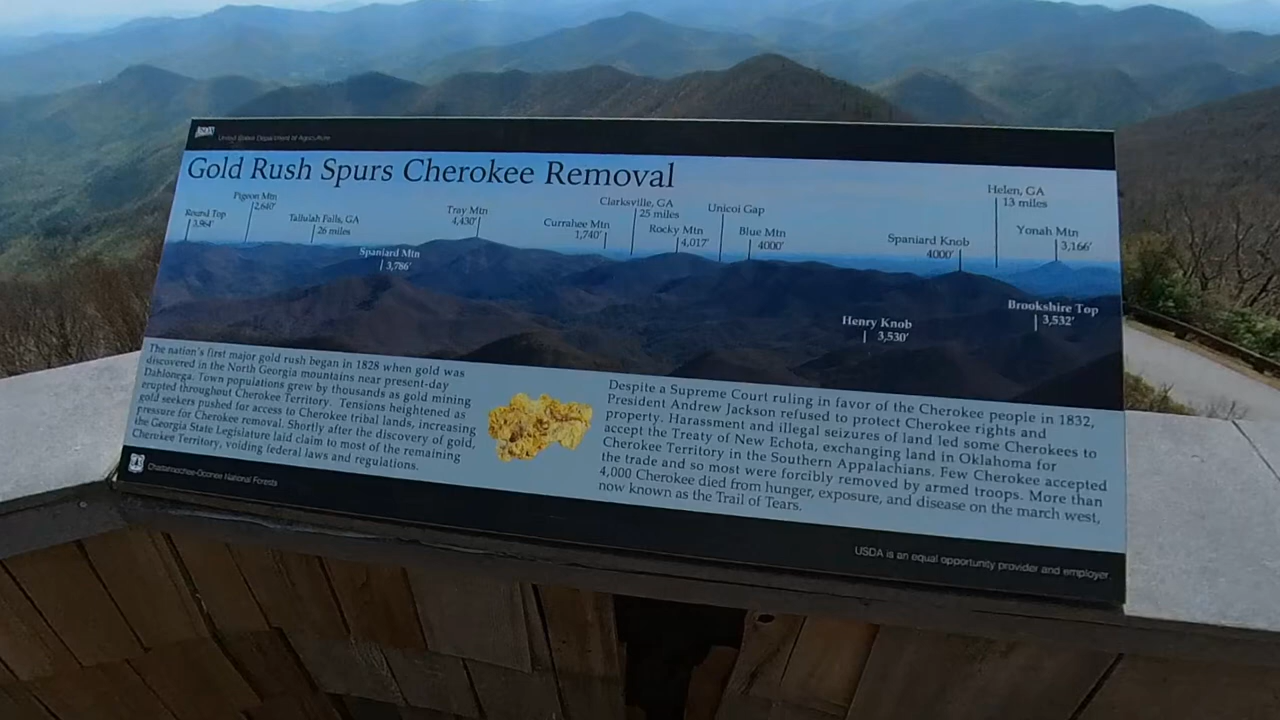 USDA
United States Department of Agriculture
Gold Rush Spurs Cherokee Removal
Round Top
3,964'
Pigeon Mtn
2,640'
Tallulah Falls, GA
26 miles
Spaniard Mtn
3,786'
Tray Mtn
4,430'
Currahee Mtn
1,740'
Clarksville, GA
25 miles
Rocky Mtn
4,017'
Unicoi Gap
Blue Mtn
4000'
Spaniard Knob
4000'
Helen, GA
13 miles
Yonah Mtn
3,166'
Henry Knob
3,530'
Brookshire Top
3,532'
The nation's first major gold rush began in 1828 when gold was
discovered in the North Georgia mountains near present-day
Dahlonega. Town populations grew by thousands as gold mining
erupted throughout Cherokee Territory. Tensions heightened as
gold seekers pushed for access to Cherokee tribal lands, increasing
pressure for Cherokee removal. Shortly after the discovery of gold,
the Georgia State Legislature laid claim to most of the remaining
Cherokee Territory, voiding federal laws and regulations.
Despite a Supreme Court ruling in favor of the Cherokee people in 1832,
President Andrew Jackson refused to protect Cherokee rights and
property. Harassment and illegal seizures of land led some Cherokees to
accept the Treaty of New Echota, exchanging land in Oklahoma for
Cherokee Territory in the Southern Appalachians. Few Cherokee accepted
the trade and so most were forcibly removed by armed troops. More than
4,000 Cherokee died from hunger, exposure, and disease on the march west,
now known as the Trail of Tears.
Chattahoochee-Oconee National Forests
USDA is an equal opportunity provider and employer.